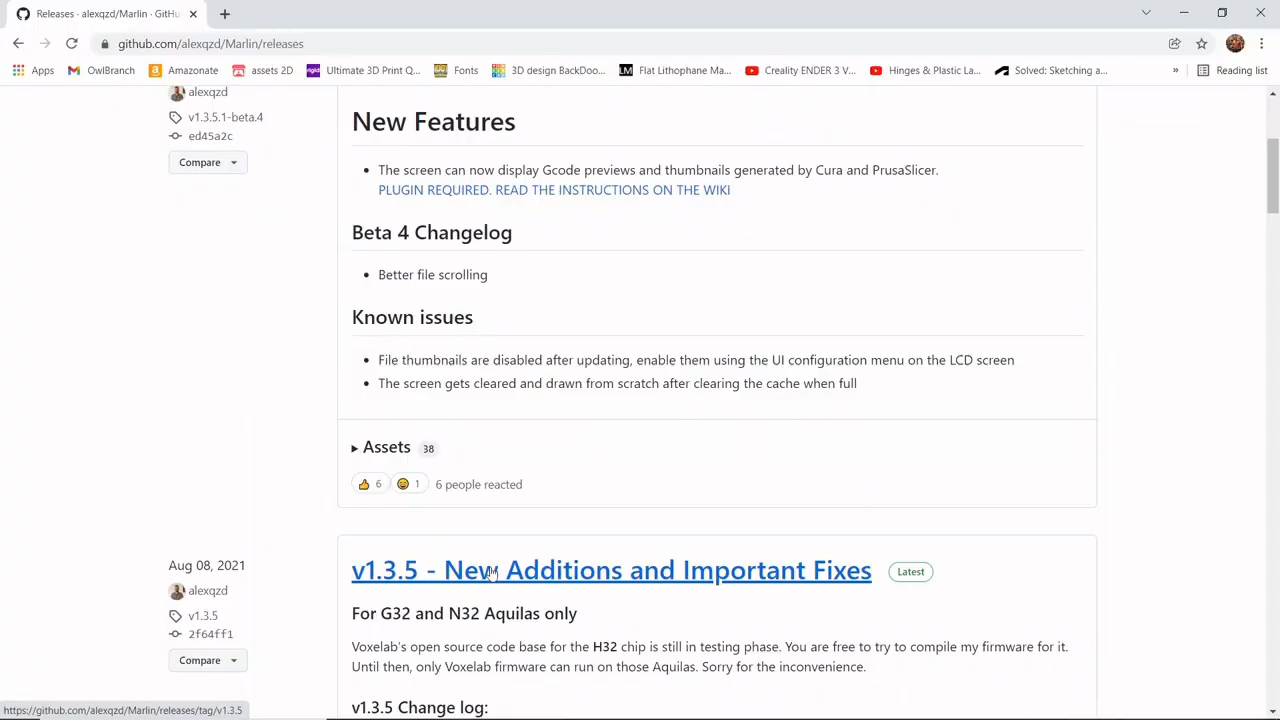 Releases · alexqzd/Marlin · GitHu
github.com/alexqzd/Marlin/releases
Apps
OwlBranch
Amazonate
assets 2D
Ultimate 3D Print Q...
Fonts
3D design BackDoo...
LM Flat Lithophane Ma...
Creality ENDER 3 V...
Hinges & Plastic La...
Solved: Sketching a...
»
Reading list
alexqzd
v1.3.5.1-beta.4
ed45a2c
Compare
New Features
The screen can now display Gcode previews and thumbnails generated by Cura and PrusaSlicer.
PLUGIN REQUIRED. READ THE INSTRUCTIONS ON THE WIKI
Beta 4 Changelog
Better file scrolling
Known issues
File thumbnails are disabled after updating, enable them using the UI configuration menu on the LCD screen
The screen gets cleared and drawn from scratch after clearing the cache when full
Assets 38
6 1 6 people reacted
Aug 08, 2021
alexqzd
v1.3.5
2f64ff1
Compare
v1.3.5 - New Additions and Important Fixes Latest
For G32 and N32 Aquilas only
Voxelab's open source code base for the H32 chip is still in testing phase. You are free to try to compile my firmware for it.
Until then, only Voxelab firmware can run on those Aquilas. Sorry for the inconvenience.
v1.3.5 Change log:
https://github.com/alexqzd/Marlin/releases/tag/v1.3.5